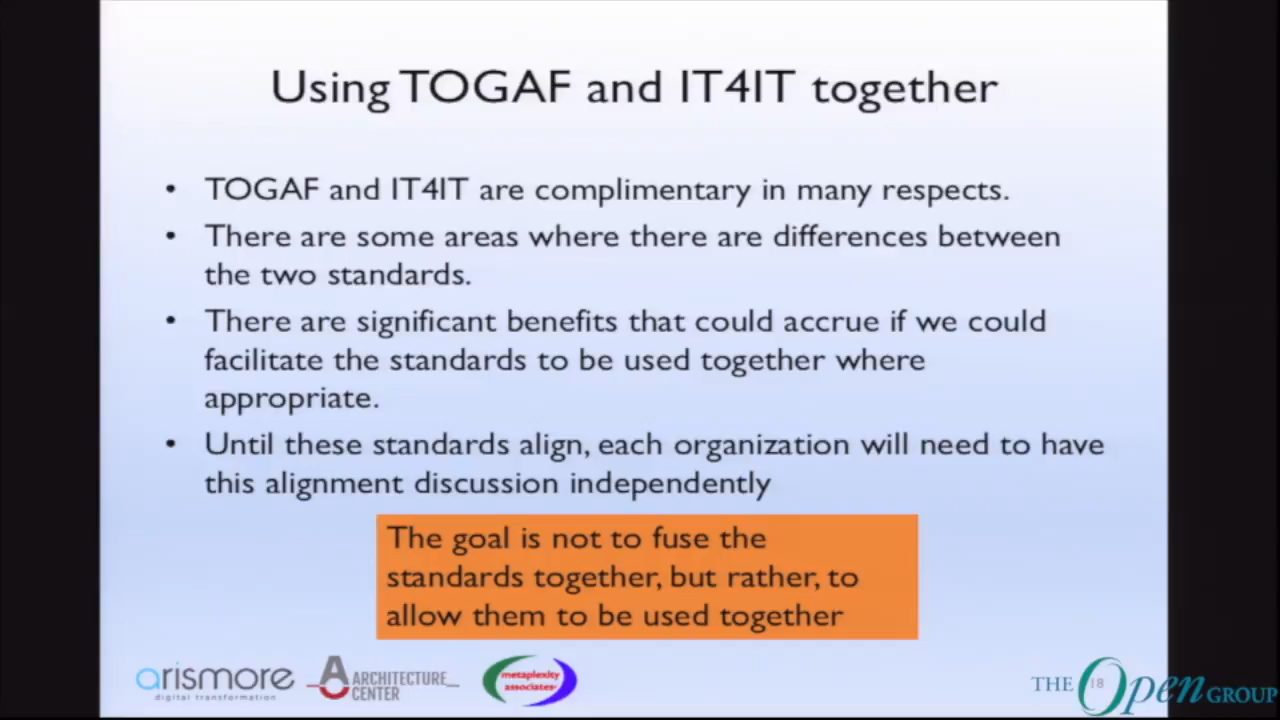 Using TOGAF and IT4IT together
• TOGAF and IT4IT are complimentary in many respects.
• There are some areas where there are differences between
the two standards.
• There are significant benefits that could accrue if we could
facilitate the standards to be used together where
appropriate.
• Until these standards align, each organization will need to have
this alignment discussion independently
The goal is not to fuse the
standards together, but rather, to
allow them to be used together
arismore
digital transformation
ARCHITECTURE
CENTER
metaplexity
associates
THE Open GROUP
18